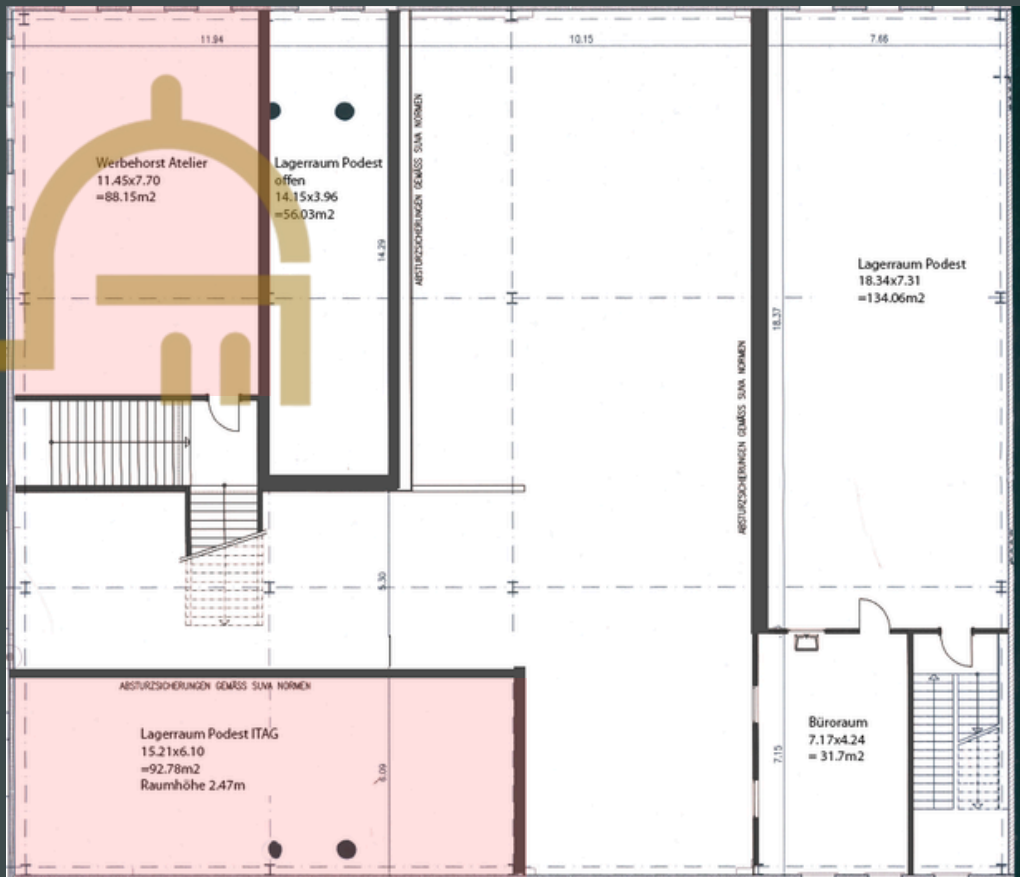 11.94
10.15
7.66
Werbehorst Atelier
11.45x7.70
=88.15m2
Lagerraum Podest
offen
14.15x3.96
=56.03m2
14.29
ABSTURZSICHERUNGEN GEMÄSS SUVA NORMEN
Lagerraum Podest
18.34x7.31
=134.06m2
18.37
ABSTURZSICHERUNGEN GEMÄSS SUVA NORMEN
5.30
ABSTURZSICHERUNGEN GEMÄSS SUVA NORMEN
Lagerraum Podest ITAG
15.21x6.10
=92.78m2
Raumhöhe 2.47m
6.09
Büroraum
7.17x4.24
= 31.7m2
7.15